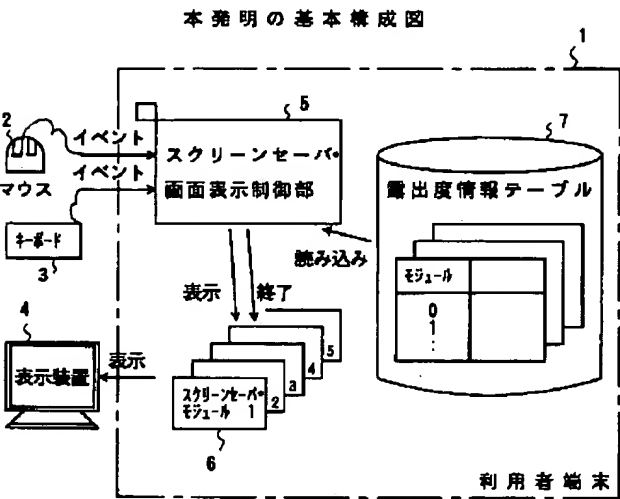 本発明の基本構成図
1
2
イベント
5
7
マウス
イベント
スクリーンセーバ・
画面表示制御部
露出度情報テーブル
キーボード
3
読み込み
モジュール
0
1
:
表示
終了
4
表示装置
表示
5
4
3
2
スクリーンセーバ・
モジュール 1
6
利用者端末